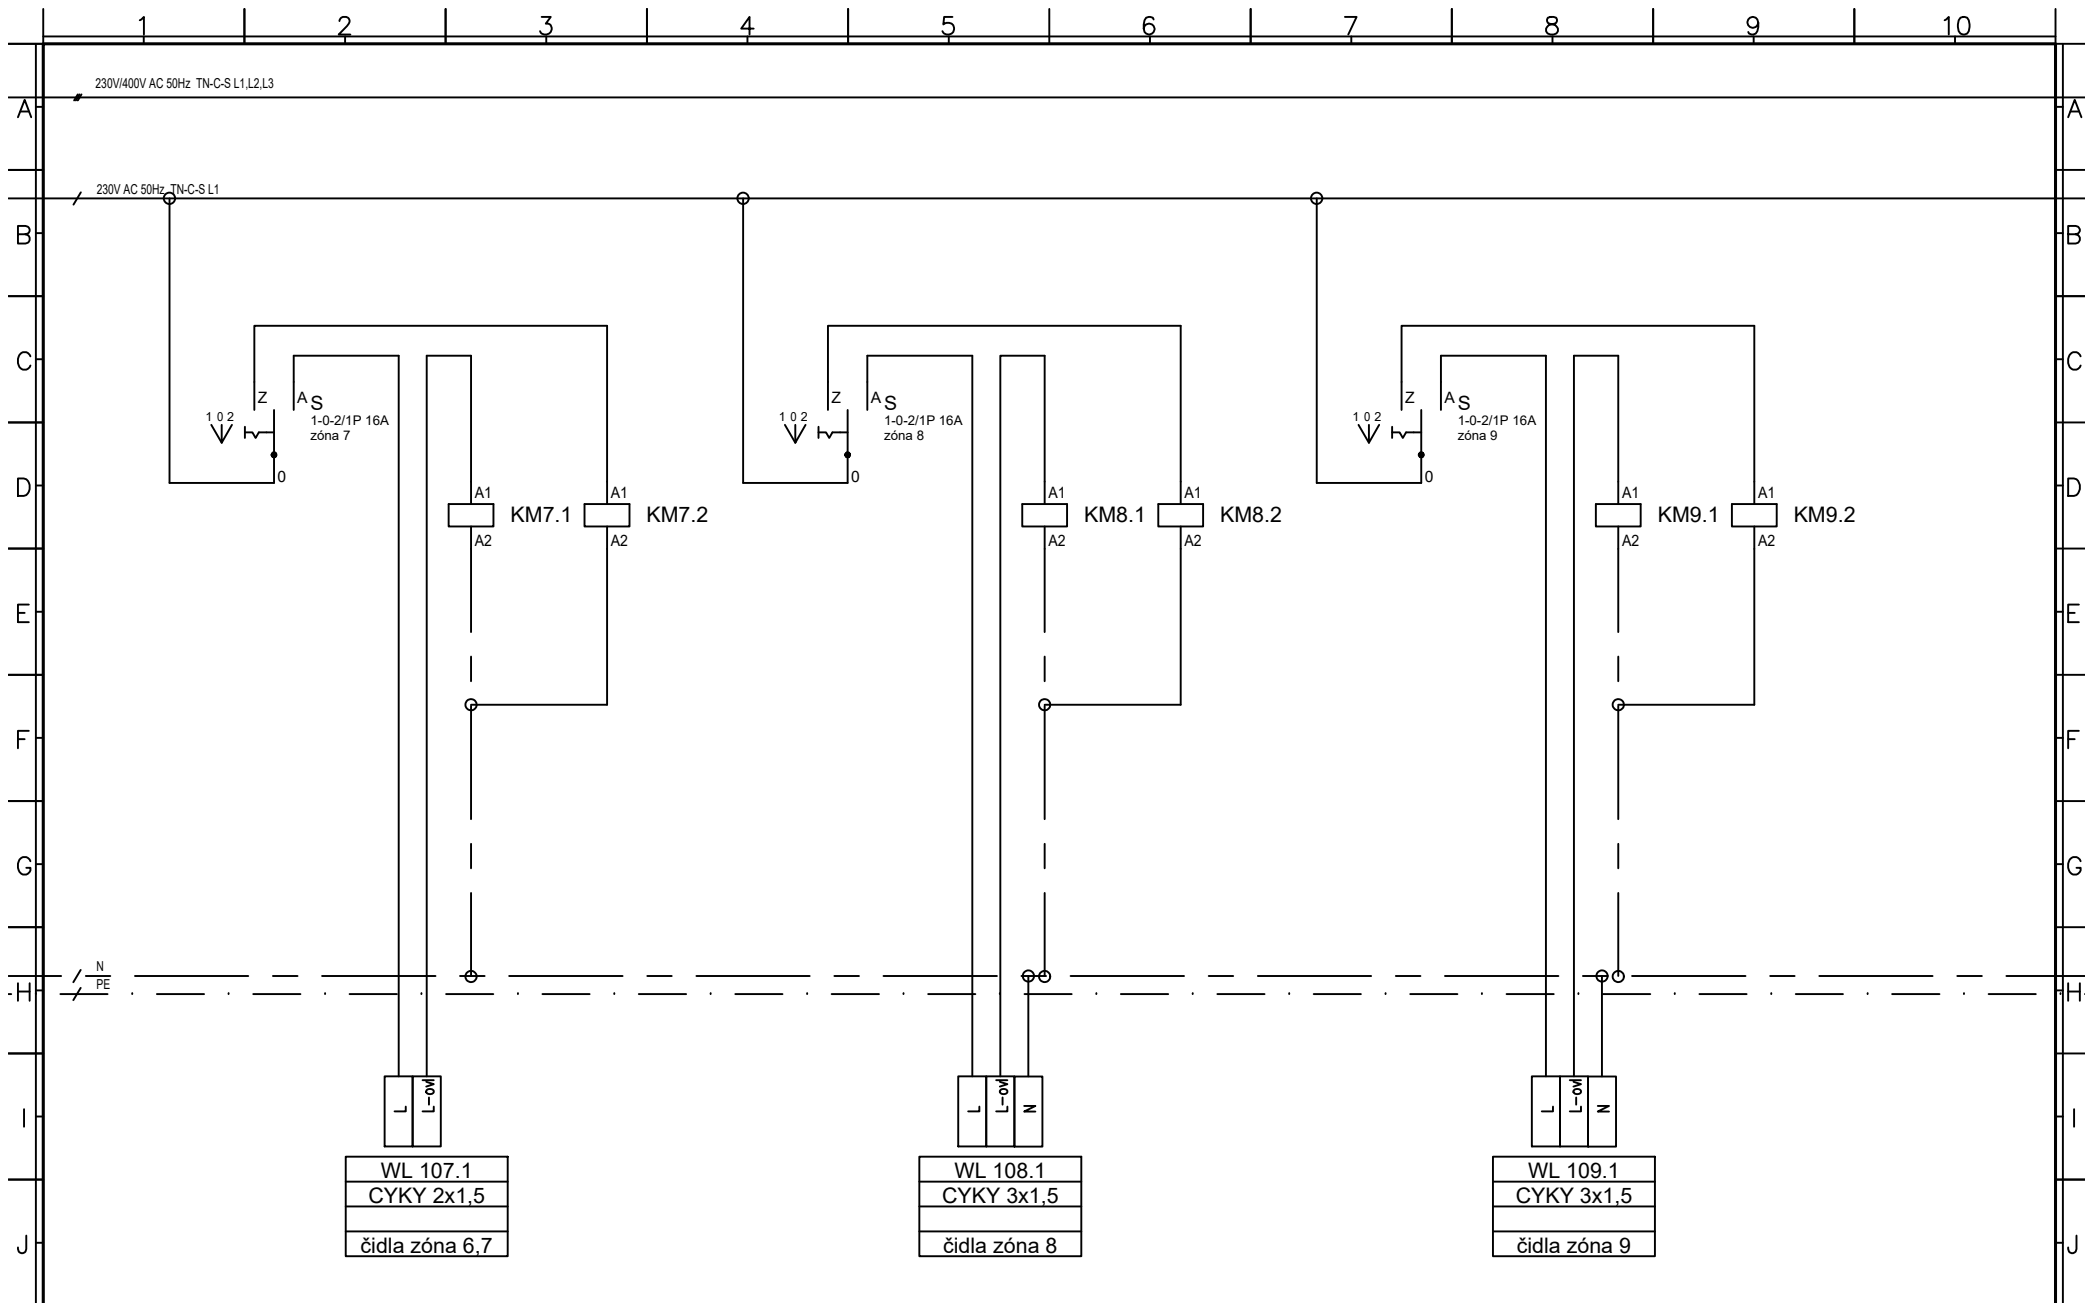 1 2 3 4 5 6 7 8 9 10
230V/400V AC 50Hz TN-C-S L1,L2,L3
A A
230V AC 50Hz TN-C-S L1
B B
C C
Z A S Z A S Z A S
1 0 2 1-0-2/1P 16A 1 0 2 1-0-2/1P 16A 1 0 2 1-0-2/1P 16A
zóna 7 zóna 8 zóna 9
0 0 0
D D
A1 A1 A1 A1 A1 A1
KM7.1 KM7.2 KM8.1 KM8.2 KM9.1 KM9.2
A2 A2 A2 A2 A2 A2
E E
F F
G G
N
PE
H H
L L-ovl L L-ovl N L L-ovl N
I I
WL 107.1 WL 108.1 WL 109.1
CYKY 2x1,5 CYKY 3x1,5 CYKY 3x1,5
čidla zóna 6,7 čidla zóna 8 čidla zóna 9
J J